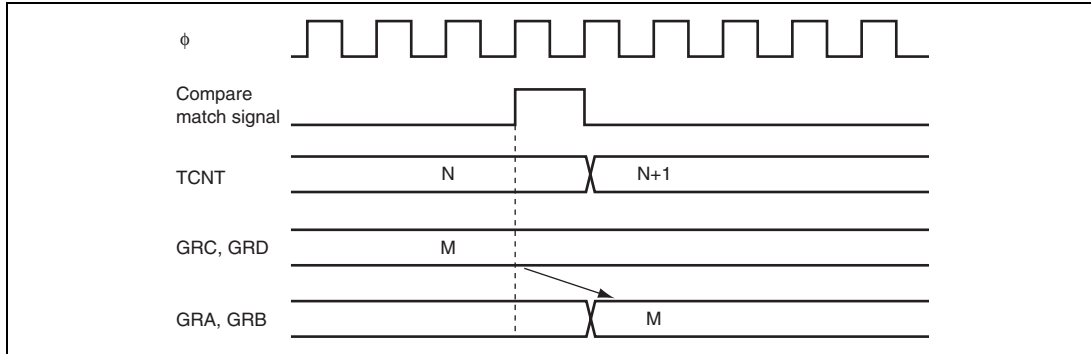 ϕ
Compare
match signal
TCNT N N+1
GRC, GRD M
GRA, GRB M